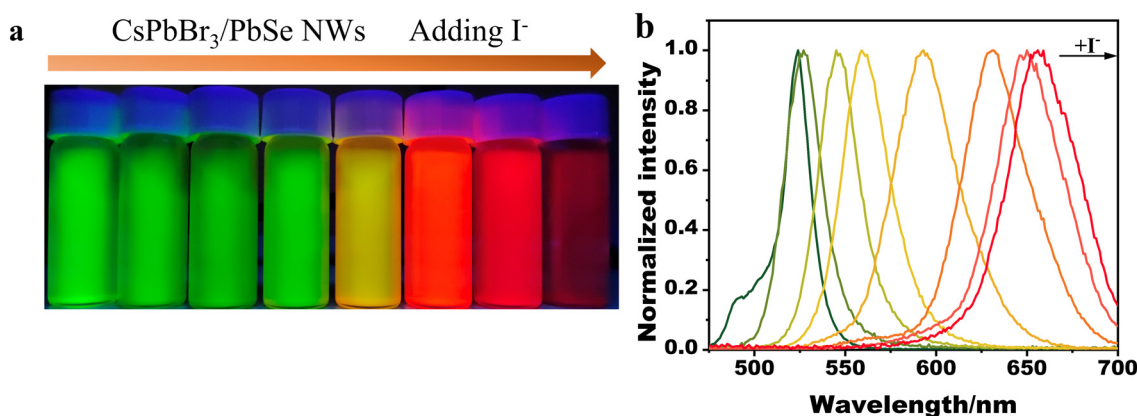 a
CsPbBr₃/PbSe NWs Adding I⁻
b
+I⁻
Normalized intensity
1.0
0.8
0.6
0.4
0.2
0.0
500 550 600 650 700
Wavelength/nm